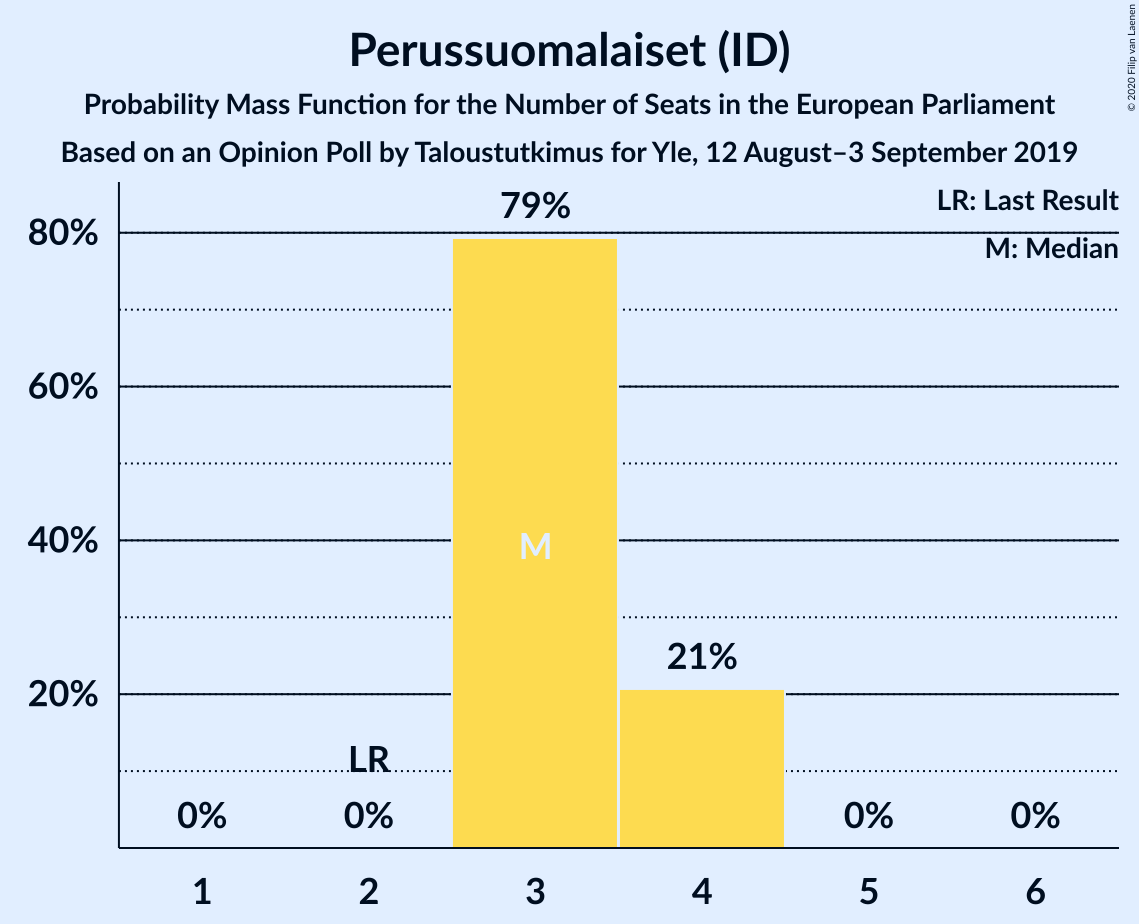 Perussuomalaiset (ID)
Probability Mass Function for the Number of Seats in the European Parliament
Based on an Opinion Poll by Taloustutkimus for Yle, 12 August–3 September 2019
© 2020 Filip van Laenen
LR: Last Result
M: Median
80%
60%
40%
20%
79%
M
21%
LR
0% 0% 0% 0%
1 2 3 4 5 6